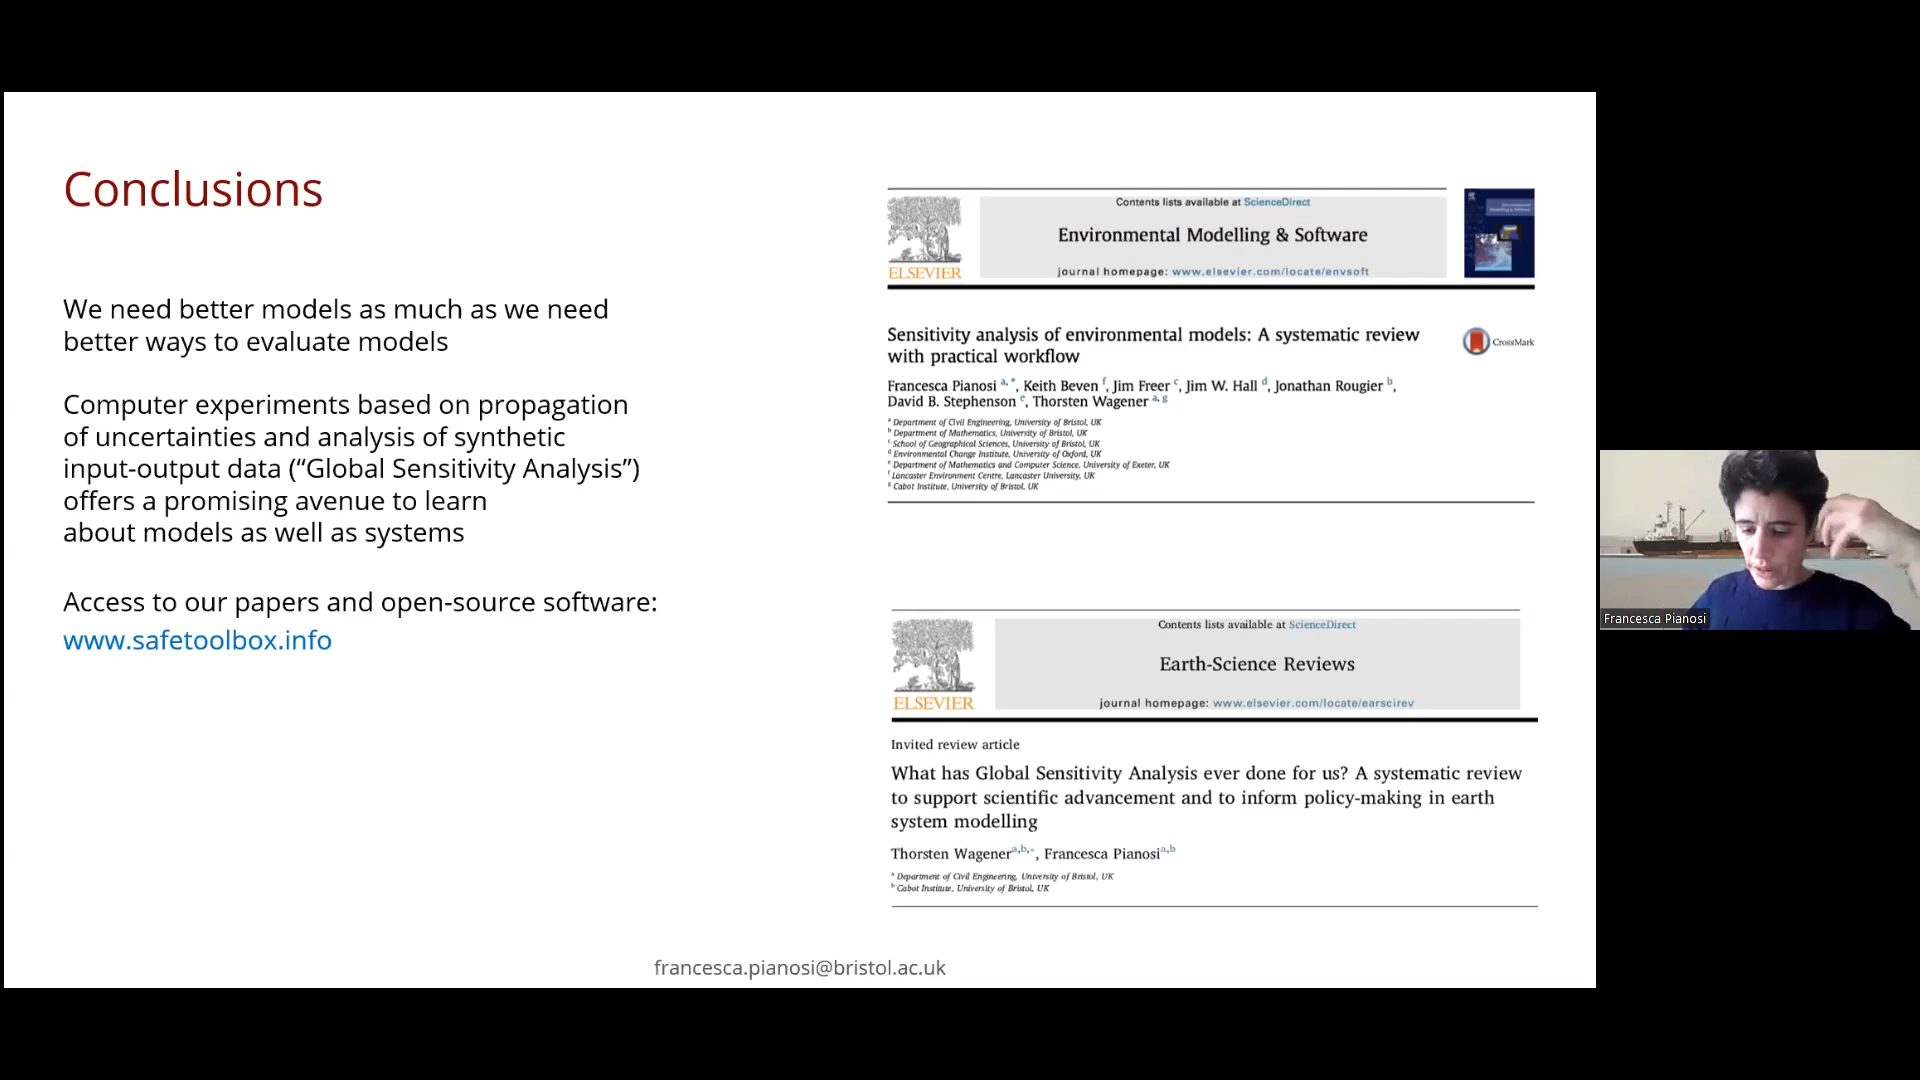 Conclusions
We need better models as much as we need
better ways to evaluate models
Computer experiments based on propagation
of uncertainties and analysis of synthetic
input-output data (“Global Sensitivity Analysis”)
offers a promising avenue to learn
about models as well as systems
Access to our papers and open-source software:
www.safetoolbox.info
Contents lists available at ScienceDirect
Environmental Modelling & Software
journal homepage: www.elsevier.com/locate/envsoft
ELSEVIER
Sensitivity analysis of environmental models: A systematic review
with practical workflow
CrossMark
Francesca Pianosi a, *, Keith Beven f, Jim Freer c, Jim W. Hall d, Jonathan Rougier b,
David B. Stephenson e, Thorsten Wagener a, g
a Department of Civil Engineering, University of Bristol, UK
b Department of Mathematics, University of Bristol, UK
c School of Geographical Sciences, University of Bristol, UK
d Environmental Change Institute, University of Oxford, UK
e Department of Mathematics and Computer Science, University of Exeter, UK
f Lancaster Environment Centre, Lancaster University, UK
g Cabot Institute, University of Bristol, UK
Contents lists available at ScienceDirect
Earth-Science Reviews
journal homepage: www.elsevier.com/locate/earscirev
ELSEVIER
Invited review article
What has Global Sensitivity Analysis ever done for us? A systematic review
to support scientific advancement and to inform policy-making in earth
system modelling
Thorsten Wagener a,b,*, Francesca Pianosi a,b
a Department of Civil Engineering, University of Bristol, UK
b Cabot Institute, University of Bristol, UK
francesca.pianosi@bristol.ac.uk
Francesca Pianosi